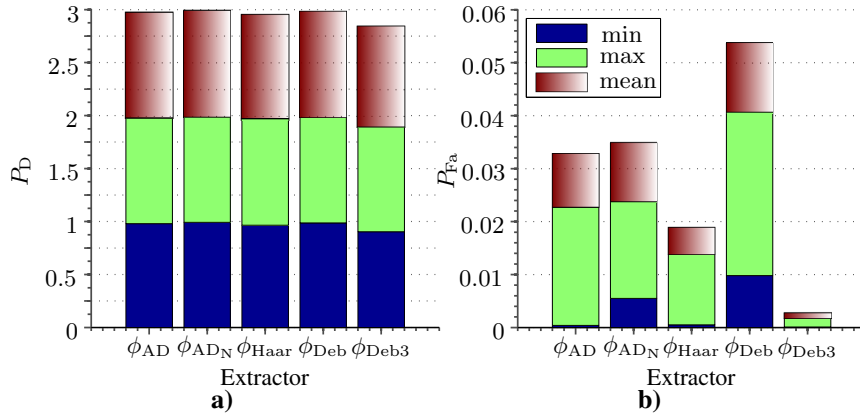 3
2.5
2
1.5
1
0.5
0
P_D
ϕ_AD ϕ_AD_N ϕ_Haar ϕ_Deb ϕ_Deb3
Extractor
a)
0.06
0.05
0.04
0.03
0.02
0.01
0
P_Fa
min
max
mean
ϕ_AD ϕ_AD_N ϕ_Haar ϕ_Deb ϕ_Deb3
Extractor
b)